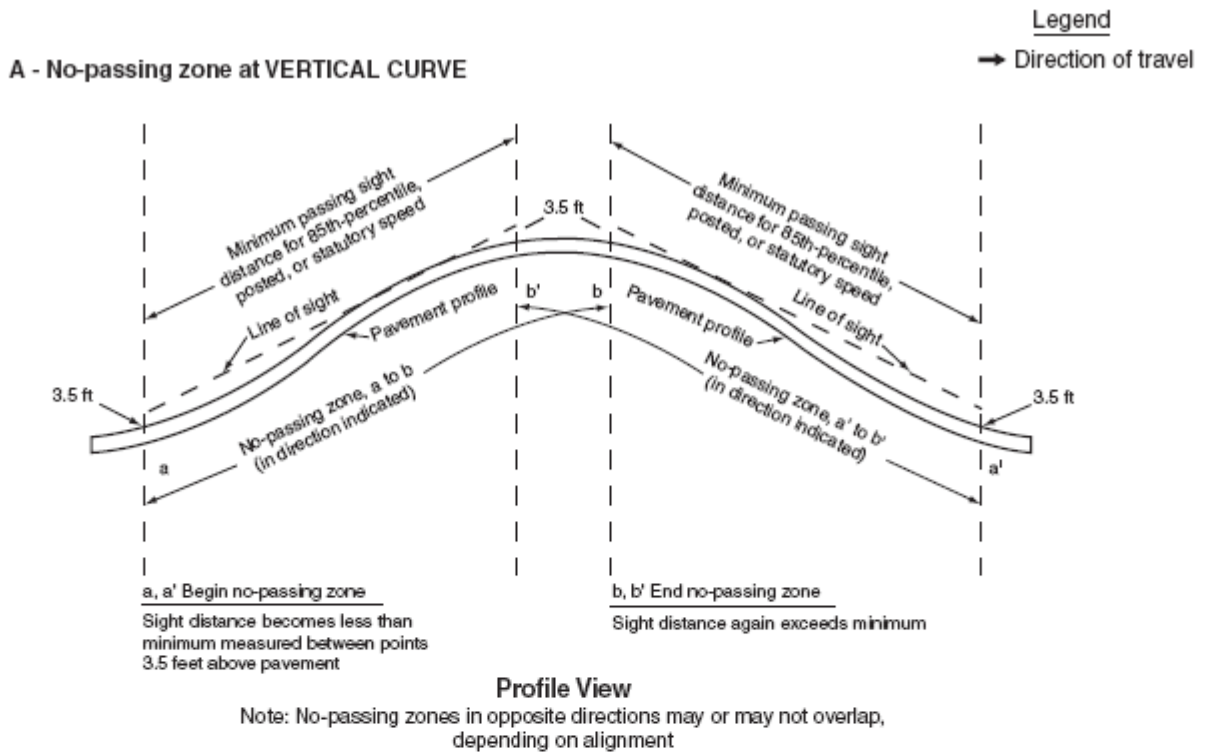 Legend
→ Direction of travel
A - No-passing zone at VERTICAL CURVE
Minimum passing sight
distance for 85th-percentile,
posted, or statutory speed
3.5 ft
Minimum passing sight
distance for 85th-percentile,
posted, or statutory speed
Line of sight
Pavement profile
b'
b
Pavement profile
Line of sight
3.5 ft
3.5 ft
No-passing zone, a to b
(in direction indicated)
No-passing zone, a' to b'
(in direction indicated)
a
a'
a, a' Begin no-passing zone
Sight distance becomes less than
minimum measured between points
3.5 feet above pavement
b, b' End no-passing zone
Sight distance again exceeds minimum
Profile View
Note: No-passing zones in opposite directions may or may not overlap,
depending on alignment